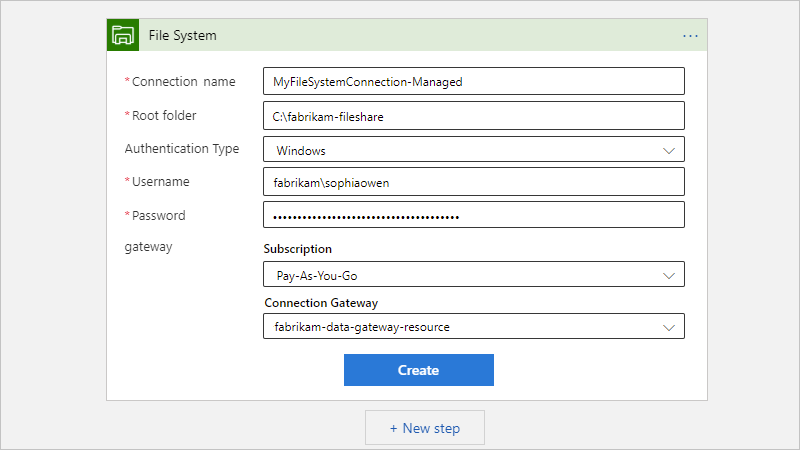 File System ...
*Connection name MyFileSystemConnection-Managed
*Root folder C:\fabrikam-fileshare
Authentication Type Windows
*Username fabrikam\sophiaowen
*Password ••••••••••••••••••••••••••••••••••••••
gateway Subscription
Pay-As-You-Go
Connection Gateway
fabrikam-data-gateway-resource
Create
+ New step